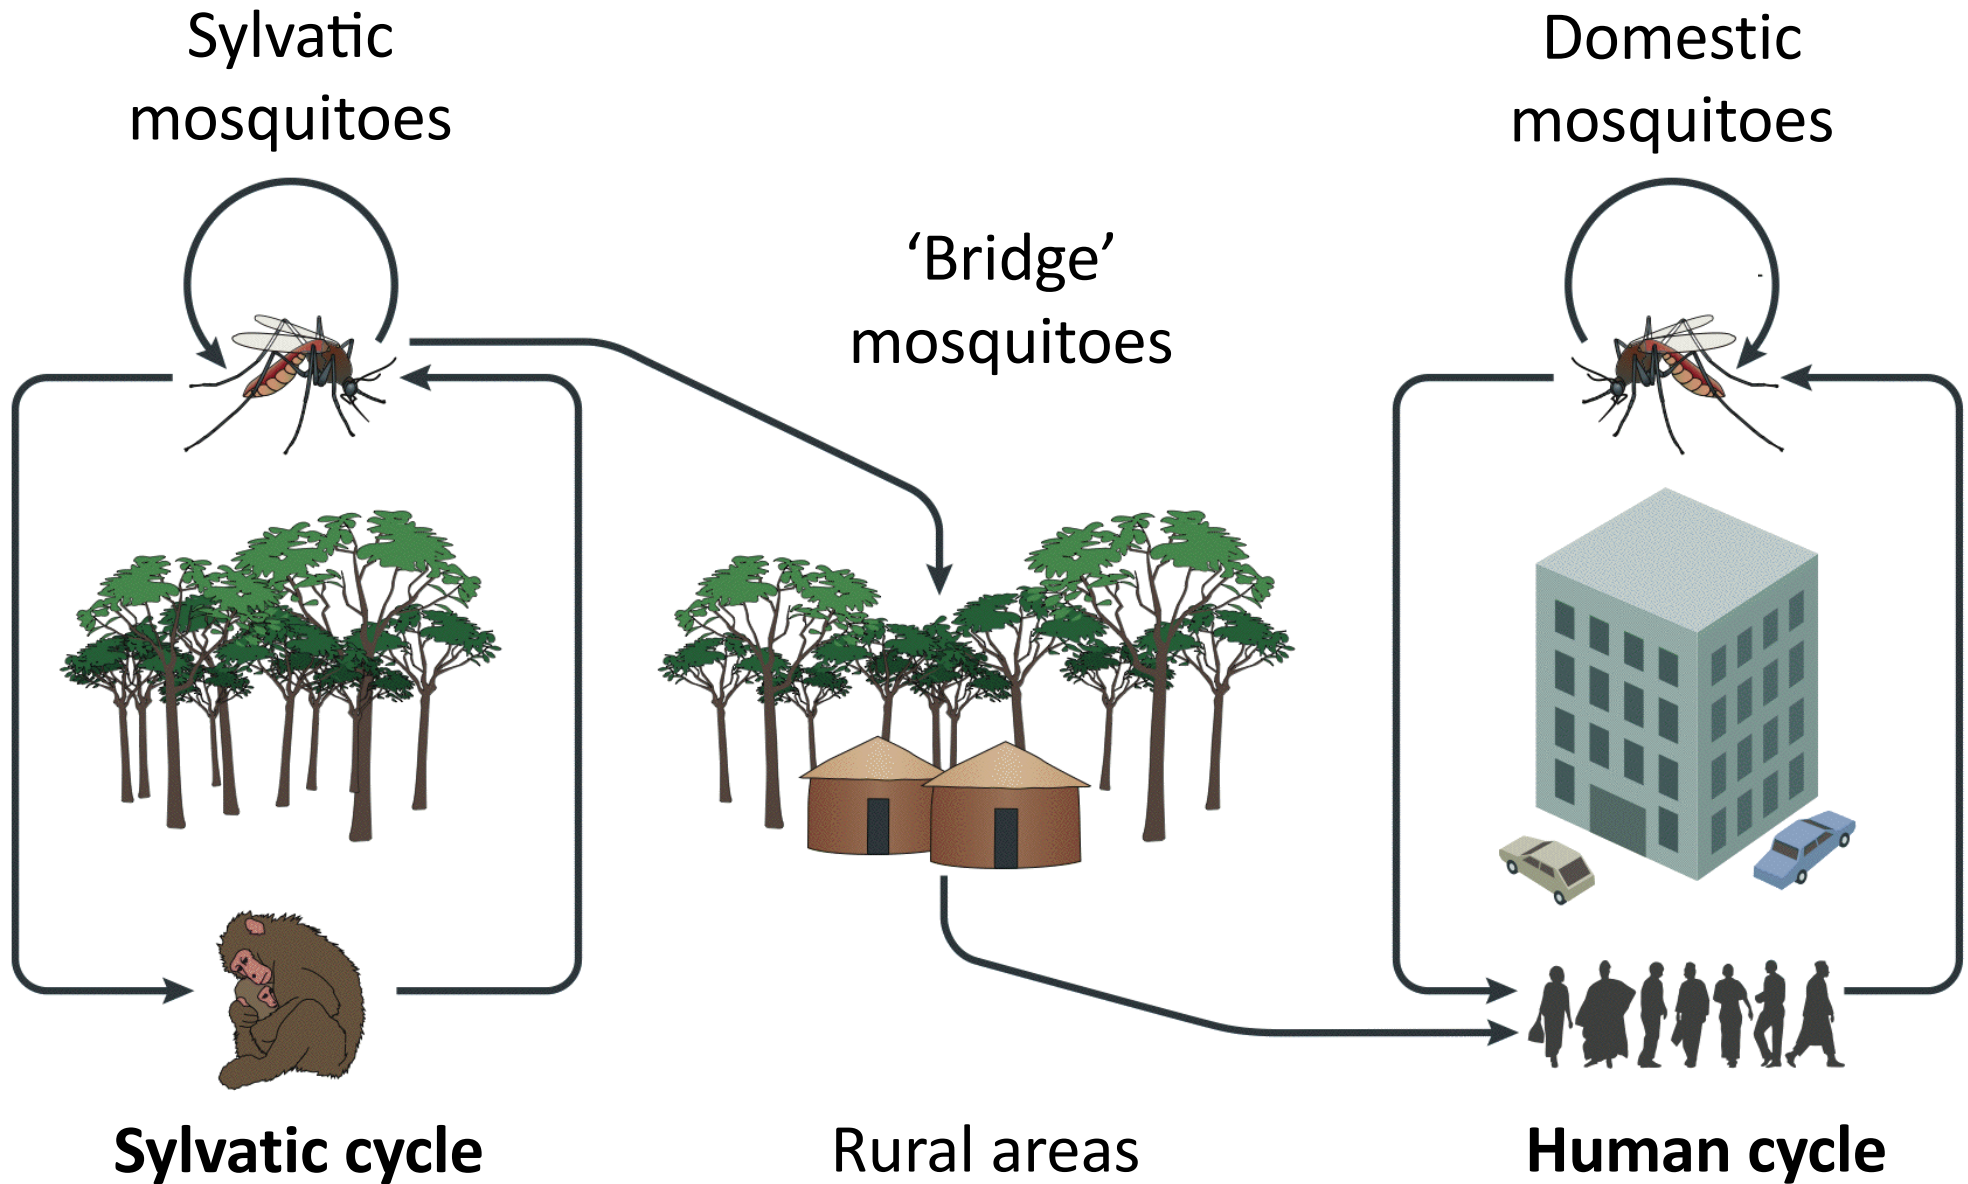 Sylvatic
mosquitoes
Domestic
mosquitoes
‘Bridge’
mosquitoes
Sylvatic cycle
Rural areas
Human cycle